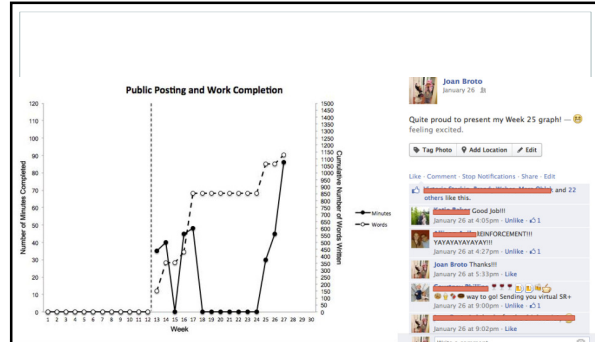 Public Posting and Work Completion
120
110
100
90
80
70
60
50
40
30
20
10
0
Number of Minutes Completed
1 2 3 4 5 6 7 8 9 10 11 12 13 14 15 16 17 18 19 20 21 22 23 24 25 26 27 28 29 30
Week
1500
1450
1400
1350
1300
1250
1200
1150
1100
1050
1000
950
900
850
800
750
700
650
600
550
500
450
400
350
300
250
200
150
100
50
0
Cumulative Number of Words Written
Minutes
Words
Joan Broto
January 26
Quite proud to present my Week 25 graph! —
feeling excited.
Tag Photo Add Location Edit
Like · Comment · Stop Notifications · Share · Edit
and 22
others like this.
Good Job!!!
January 26 at 4:05pm · Unlike · 1
REINFORCEMENT!!!
YAYAYAYAYAYAY!!!
January 26 at 4:27pm · Unlike · 1
Joan Broto Thanks!!!
January 26 at 5:33pm · Like
way to go! Sending you virtual SR+
January 26 at 9:00pm · Unlike · 1
January 26 at 9:02pm · Like